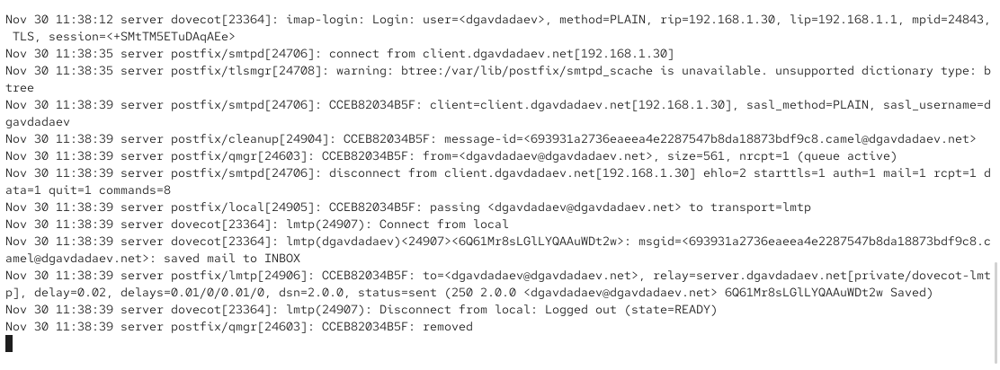 Nov 30 11:38:12 server dovecot[23364]: imap-login: Login: user=<dgavdadaev>, method=PLAIN, rip=192.168.1.30, lip=192.168.1.1, mpid=24843,
 TLS, session=<+SMtTM5ETuDAqAEe>
Nov 30 11:38:35 server postfix/smtpd[24706]: connect from client.dgavdadaev.net[192.168.1.30]
Nov 30 11:38:35 server postfix/tlsmgr[24708]: warning: btree:/var/lib/postfix/smtpd_scache is unavailable. unsupported dictionary type: b
tree
Nov 30 11:38:39 server postfix/smtpd[24706]: CCEB82034B5F: client=client.dgavdadaev.net[192.168.1.30], sasl_method=PLAIN, sasl_username=d
gavdadaev
Nov 30 11:38:39 server postfix/cleanup[24904]: CCEB82034B5F: message-id=<693931a2736eaeea4e2287547b8da18873bdf9c8.camel@dgavdadaev.net>
Nov 30 11:38:39 server postfix/qmgr[24603]: CCEB82034B5F: from=<dgavdadaev@dgavdadaev.net>, size=561, nrcpt=1 (queue active)
Nov 30 11:38:39 server postfix/smtpd[24706]: disconnect from client.dgavdadaev.net[192.168.1.30] ehlo=2 starttls=1 auth=1 mail=1 rcpt=1 d
ata=1 quit=1 commands=8
Nov 30 11:38:39 server postfix/local[24905]: CCEB82034B5F: passing <dgavdadaev@dgavdadaev.net> to transport=lmtp
Nov 30 11:38:39 server dovecot[23364]: lmtp(24907): Connect from local
Nov 30 11:38:39 server dovecot[23364]: lmtp(dgavdadaev)<24907><6Q61Mr8sLGlLYQAAuWDt2w>: msgid=<693931a2736eaeea4e2287547b8da18873bdf9c8.c
amel@dgavdadaev.net>: saved mail to INBOX
Nov 30 11:38:39 server postfix/lmtp[24906]: CCEB82034B5F: to=<dgavdadaev@dgavdadaev.net>, relay=server.dgavdadaev.net[private/dovecot-lmt
p], delay=0.02, delays=0.01/0/0.01/0, dsn=2.0.0, status=sent (250 2.0.0 <dgavdadaev@dgavdadaev.net> 6Q61Mr8sLGlLYQAAuWDt2w Saved)
Nov 30 11:38:39 server dovecot[23364]: lmtp(24907): Disconnect from local: Logged out (state=READY)
Nov 30 11:38:39 server postfix/qmgr[24603]: CCEB82034B5F: removed